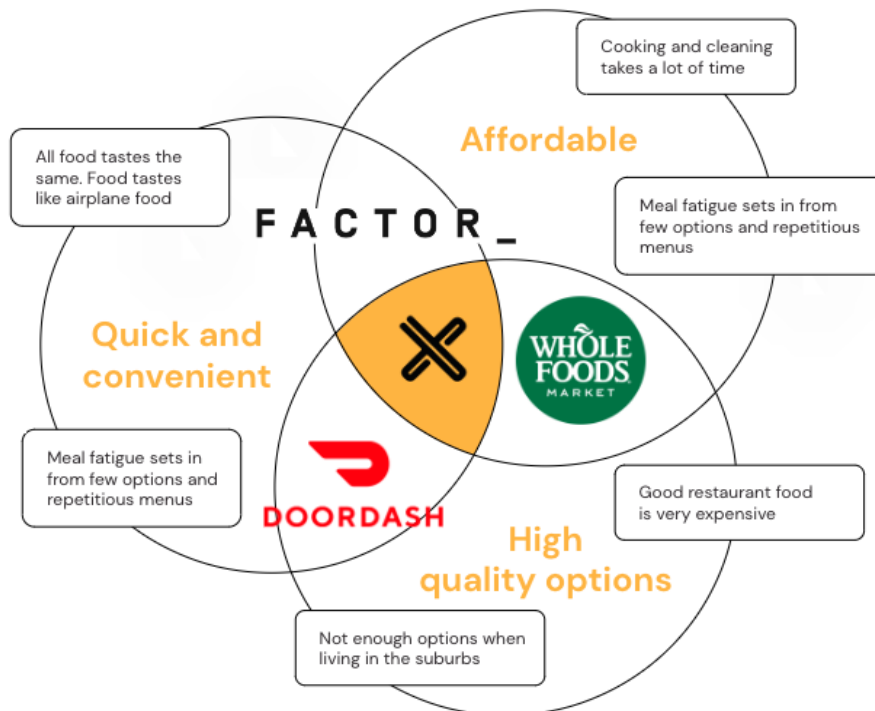 Cooking and cleaning
takes a lot of time
Affordable
All food tastes the
same. Food tastes
like airplane food
FACTOR_
Meal fatigue sets in from
few options and repetitious
menus
Quick and
convenient
WHOLE
FOODS
MARKET
Meal fatigue sets in
from few options and
repetitious menus
DOORDASH
Good restaurant food
is very expensive
High
quality options
Not enough options when
living in the suburbs